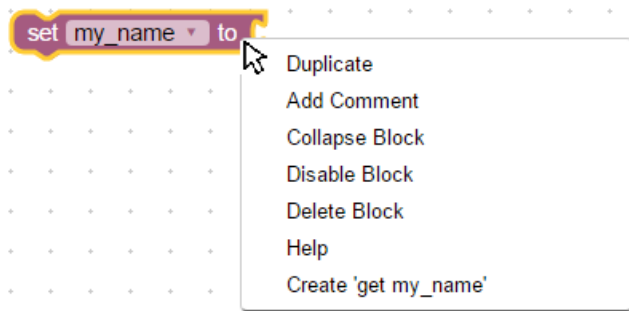 set my_name to
Duplicate
Add Comment
Collapse Block
Disable Block
Delete Block
Help
Create 'get my_name'